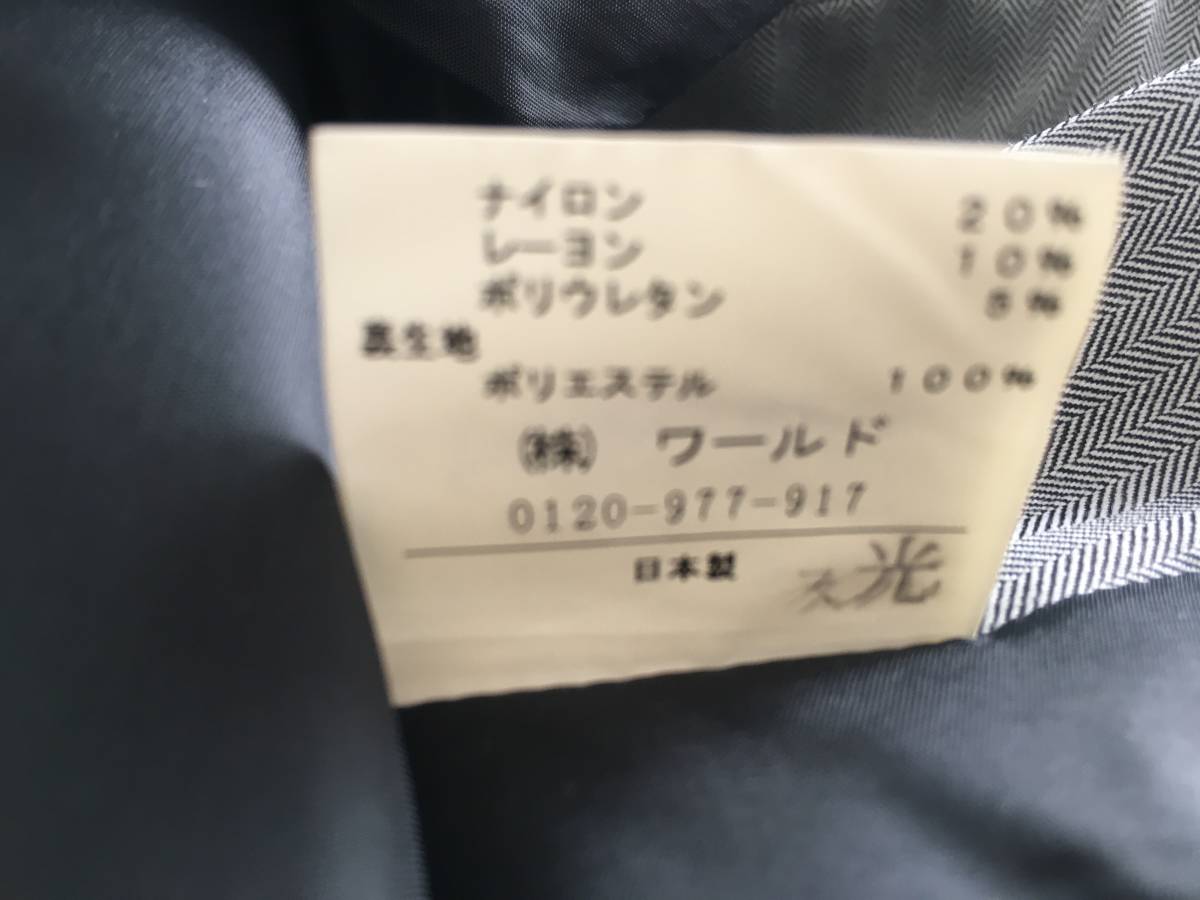 ナイロン 20%
レーヨン 10%
ポリウレタン 5%
裏生地
ポリエステル 100%
㈱ ワールド
0120-977-917
日本製 光